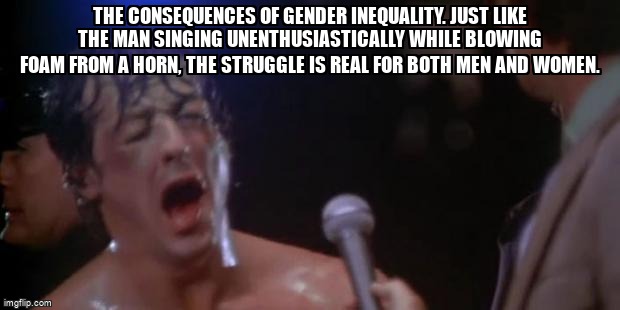 THE CONSEQUENCES OF GENDER INEQUALITY. JUST LIKE
THE MAN SINGING UNENTHUSIASTICALLY WHILE BLOWING
FOAM FROM A HORN, THE STRUGGLE IS REAL FOR BOTH MEN AND WOMEN.
imgflip.com